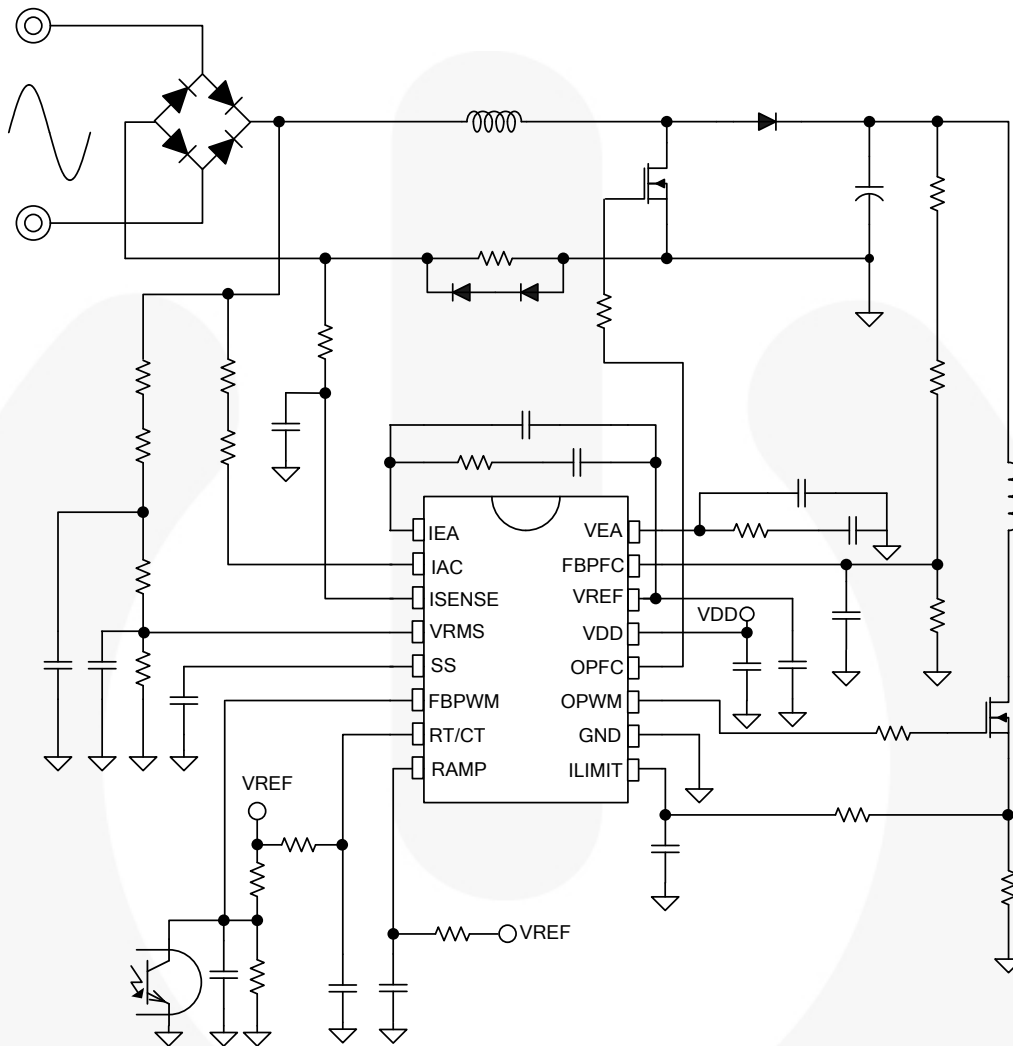 IEA
IAC
ISENSE
VRMS
SS
FBPWM
RT/CT
RAMP
VEA
FBPFC
VREF
VDD
OPFC
OPWM
GND
ILIMIT
VDD
VREF
VREF